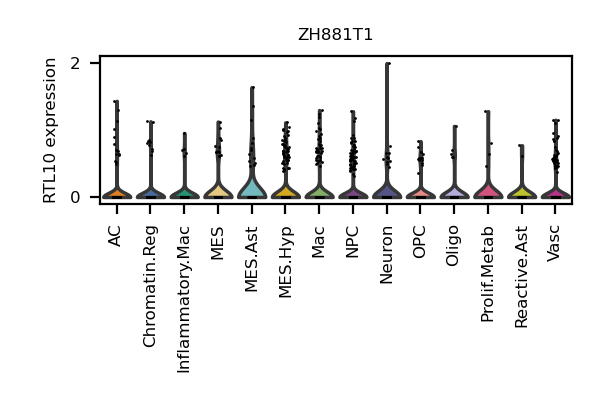 ZH881T1
RTL10 expression
2
0
AC
Chromatin.Reg
Inflammatory.Mac
MES
MES.Ast
MES.Hyp
Mac
NPC
Neuron
OPC
Oligo
Prolif.Metab
Reactive.Ast
Vasc